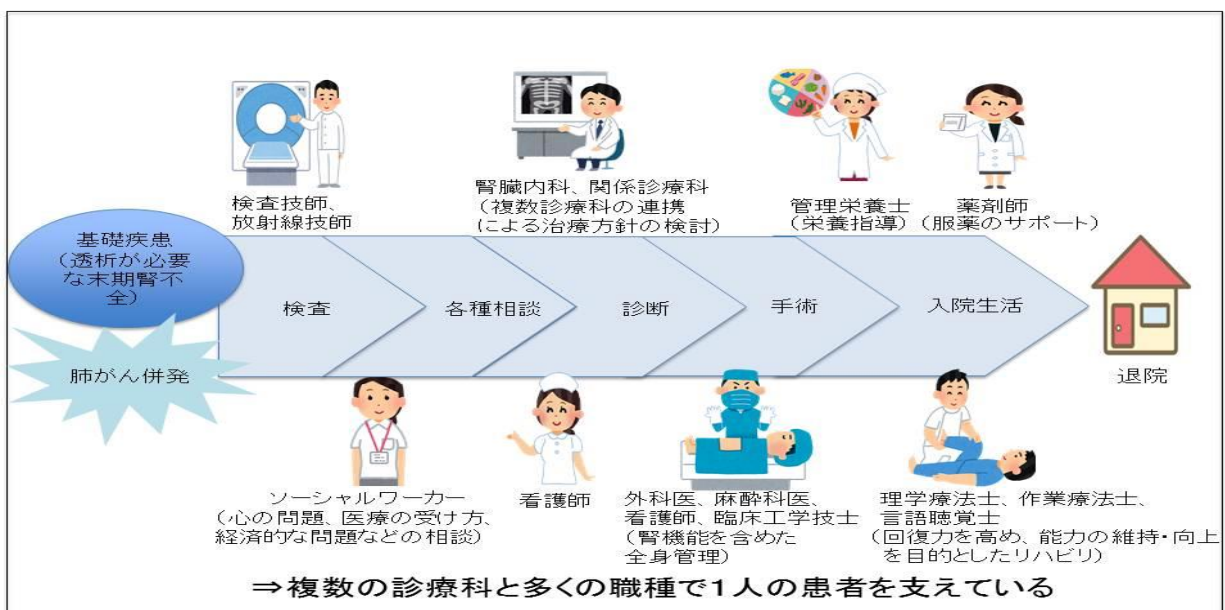 検査技師、
放射線技師
腎臓内科、関係診療科
(複数診療科の連携
による治療方針の検討)
管理栄養士
(栄養指導)
薬剤師
(服薬のサポート)
基礎疾患
(透析が必要
な末期腎不
全)
肺がん併発
検査
各種相談
診断
手術
入院生活
退院
ソーシャルワーカー
(心の問題、医療の受け方、
経済的な問題などの相談)
看護師
外科医、麻酔科医、
看護師、臨床工学技士
(腎機能を含めた
全身管理)
理学療法士、作業療法士、
言語聴覚士
(回復力を高め、能力の維持・向上
を目的としたリハビリ)
⇒複数の診療科と多くの職種で1人の患者を支えている